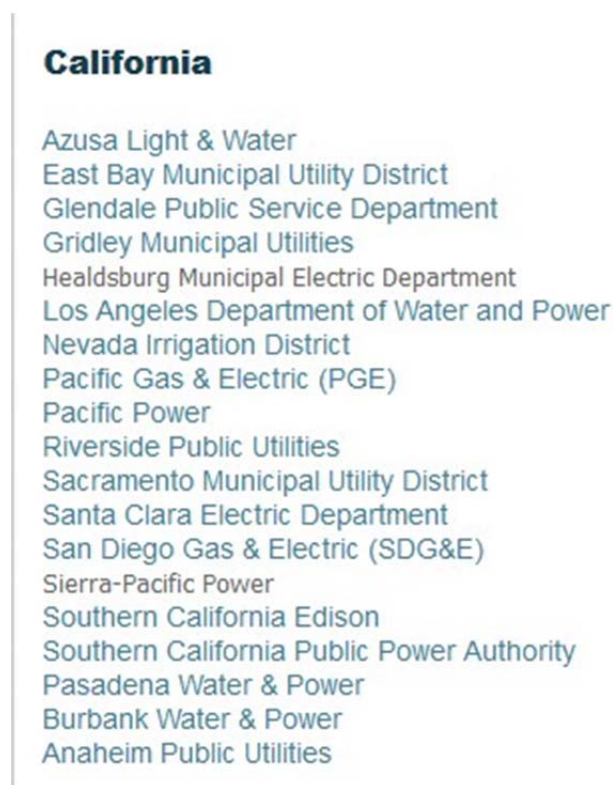 California
Azusa Light & Water
East Bay Municipal Utility District
Glendale Public Service Department
Gridley Municipal Utilities
Healdsburg Municipal Electric Department
Los Angeles Department of Water and Power
Nevada Irrigation District
Pacific Gas & Electric (PGE)
Pacific Power
Riverside Public Utilities
Sacramento Municipal Utility District
Santa Clara Electric Department
San Diego Gas & Electric (SDG&E)
Sierra-Pacific Power
Southern California Edison
Southern California Public Power Authority
Pasadena Water & Power
Burbank Water & Power
Anaheim Public Utilities